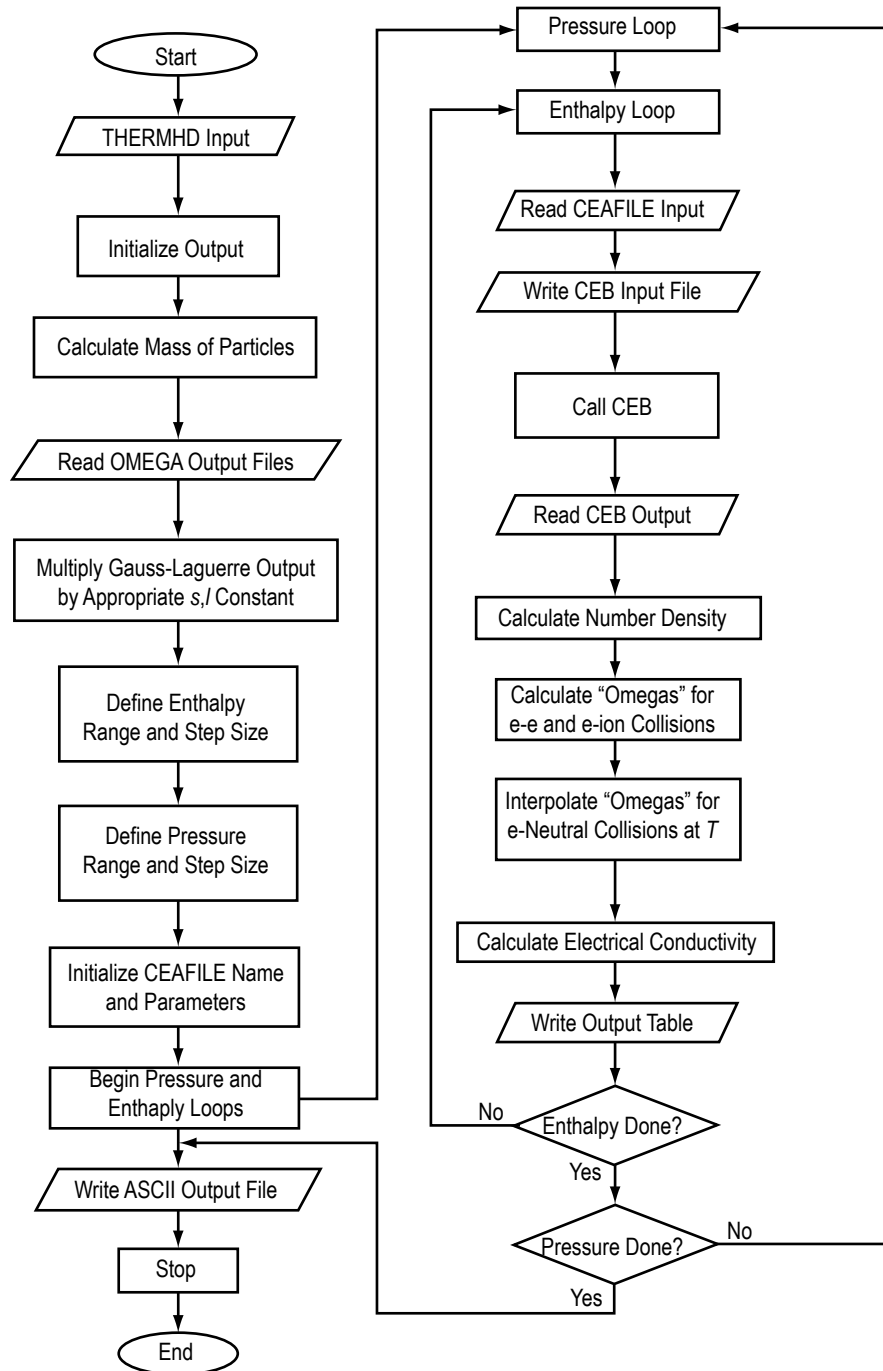 Start
THERMHD Input
Initialize Output
Calculate Mass of Particles
Read OMEGA Output Files
Multiply Gauss-Laguerre Output
by Appropriate s,l Constant
Define Enthalpy
Range and Step Size
Define Pressure
Range and Step Size
Initialize CEAFILE Name
and Parameters
Begin Pressure and
Enthaply Loops
Write ASCII Output File
Stop
End
Pressure Loop
Enthalpy Loop
Read CEAFILE Input
Write CEB Input File
Call CEB
Read CEB Output
Calculate Number Density
Calculate “Omegas” for
e-e and e-ion Collisions
Interpolate “Omegas” for
e-Neutral Collisions at T
Calculate Electrical Conductivity
Write Output Table
No
Enthalpy Done?
Yes
Pressure Done?
No
Yes